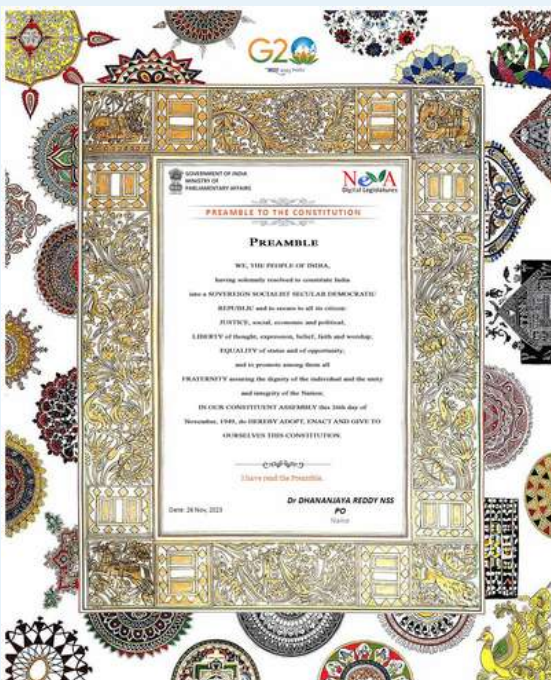 G20
GOVERNMENT OF INDIA
MINISTRY OF
PARLIAMENTARY AFFAIRS
NeVA
Digital Legislatures
PREAMBLE TO THE CONSTITUTION
PREAMBLE
WE, THE PEOPLE OF INDIA,
having solemnly resolved to constitute India
into a SOVEREIGN SOCIALIST SECULAR DEMOCRATIC
REPUBLIC and to secure to all its citizen:
JUSTICE, social, economic and political,
LIBERTY of thought, expression, belief, faith and worship,
EQUALITY of status and of opportunity,
and to promote among them all
FRATERNITY assuring the dignity of the individual and the unity
and integrity of the Nation;
IN OUR CONSTITUENT ASSEMBLY this 26th day of
November, 1949, do HEREBY ADOPT, ENACT AND GIVE TO
OURSELVES THIS CONSTITUTION.
I have read the Preamble.
Date: 24 Nov, 2023
Dr DHANANJAYA REDDY NSS
PO
Name